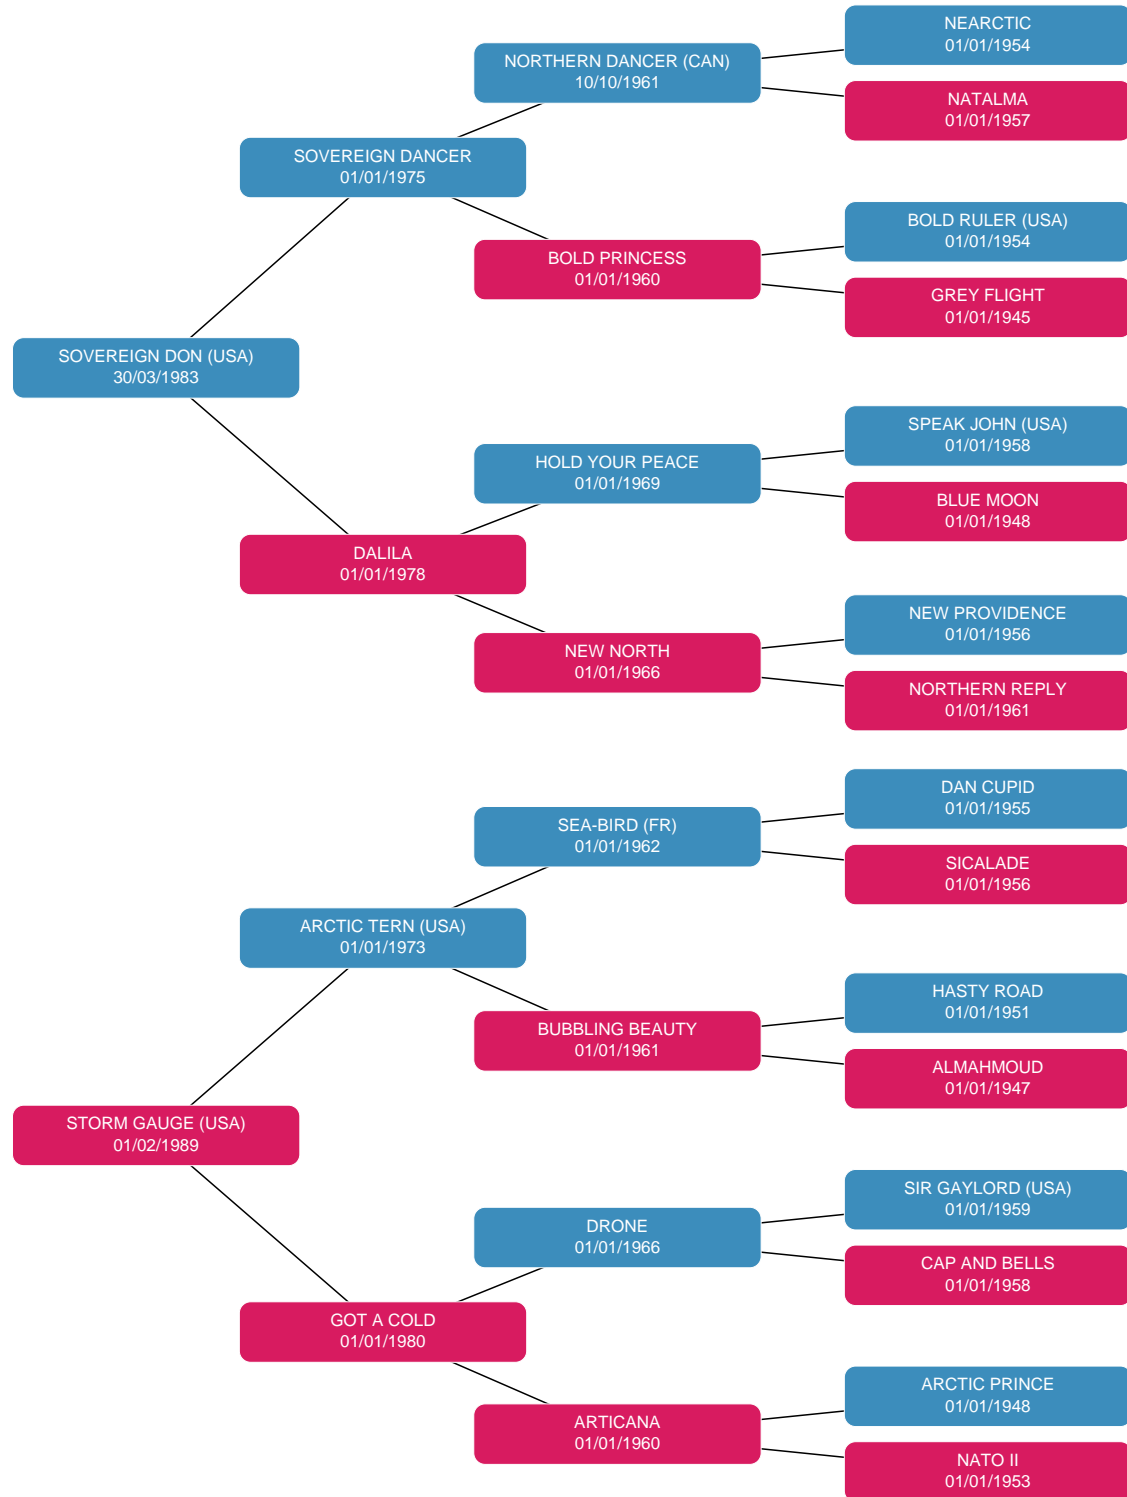 NEARCTIC
01/01/1954
NORTHERN DANCER (CAN)
10/10/1961
NATALMA
01/01/1957
SOVEREIGN DANCER
01/01/1975
BOLD RULER (USA)
01/01/1954
BOLD PRINCESS
01/01/1960
GREY FLIGHT
01/01/1945
SOVEREIGN DON (USA)
30/03/1983
SPEAK JOHN (USA)
01/01/1958
HOLD YOUR PEACE
01/01/1969
BLUE MOON
01/01/1948
DALILA
01/01/1978
NEW PROVIDENCE
01/01/1956
NEW NORTH
01/01/1966
NORTHERN REPLY
01/01/1961
DAN CUPID
01/01/1955
SEA-BIRD (FR)
01/01/1962
SICALADE
01/01/1956
ARCTIC TERN (USA)
01/01/1973
HASTY ROAD
01/01/1951
BUBBLING BEAUTY
01/01/1961
ALMAHMOUD
01/01/1947
STORM GAUGE (USA)
01/02/1989
SIR GAYLORD (USA)
01/01/1959
DRONE
01/01/1966
CAP AND BELLS
01/01/1958
GOT A COLD
01/01/1980
ARCTIC PRINCE
01/01/1948
ARTICANA
01/01/1960
NATO II
01/01/1953